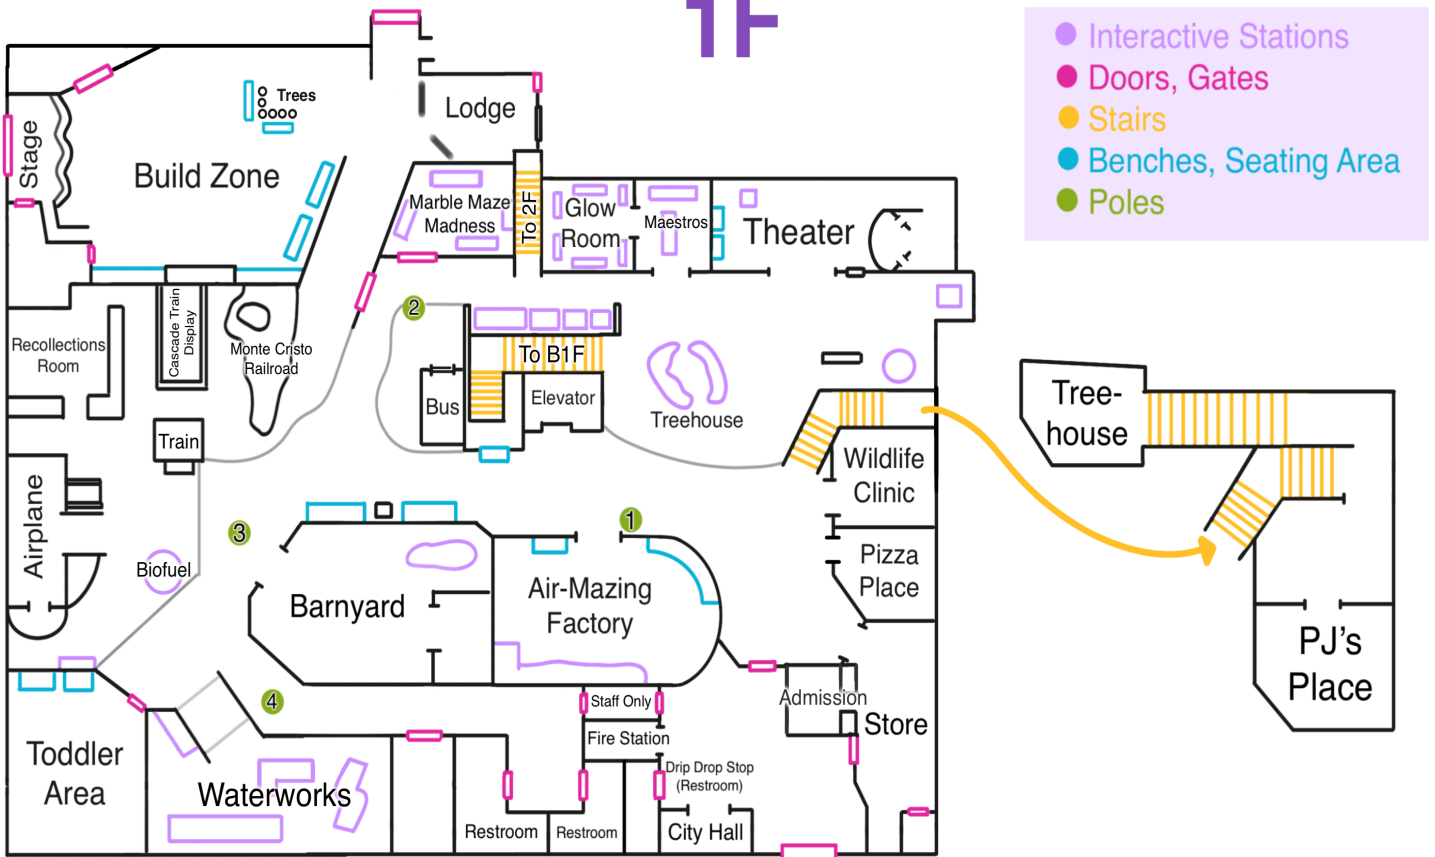 1F
Interactive Stations
Doors, Gates
Stairs
Benches, Seating Area
Poles
Trees
Lodge
Stage
Build Zone
Marble Maze
Madness
To 2F
Glow
Room
Maestros
Theater
Recollections
Room
Cascade Train
Display
Monte Cristo
Railroad
2
To B1F
Bus
Elevator
Treehouse
Tree-
house
Train
Wildlife
Clinic
Airplane
3
1
Biofuel
Barnyard
Air-Mazing
Factory
Pizza
Place
PJ's
Place
4
Staff Only
Admission
Store
Fire Station
Toddler
Area
Waterworks
Drip Drop Stop
(Restroom)
Restroom
Restroom
City Hall